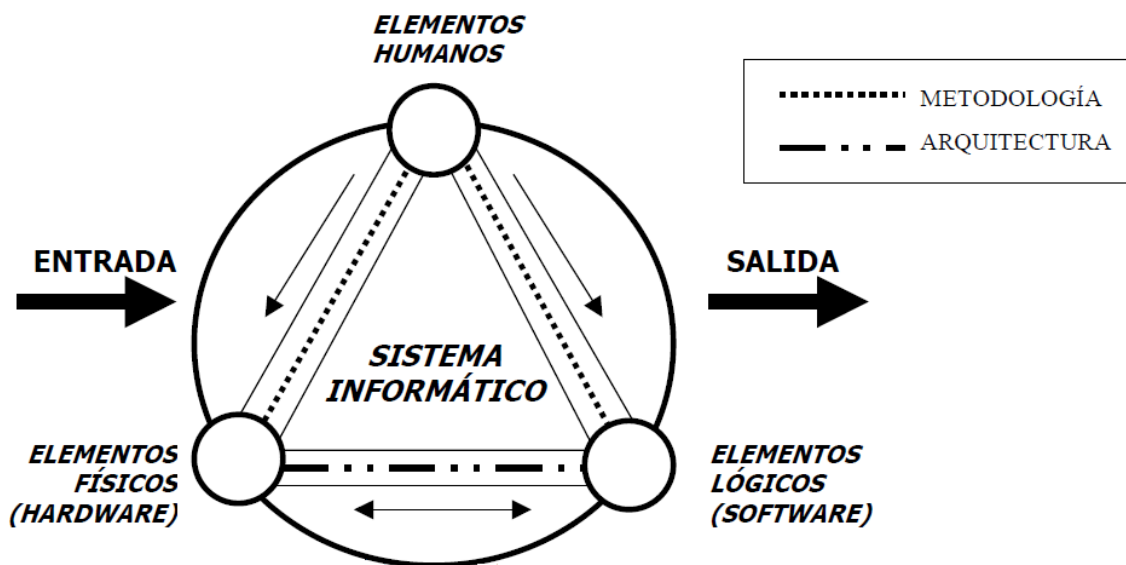 ELEMENTOS
HUMANOS
METODOLOGÍA
ARQUITECTURA
ENTRADA
SALIDA
SISTEMA
INFORMÁTICO
ELEMENTOS
FÍSICOS
(HARDWARE)
ELEMENTOS
LÓGICOS
(SOFTWARE)